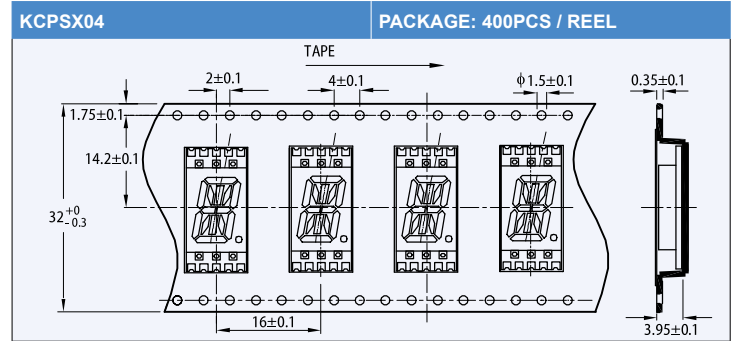 KCPSX04 PACKAGE: 400PCS / REEL
TAPE
2±0.1 4±0.1 ϕ1.5±0.1 0.35±0.1
1.75±0.1
14.2±0.1
32 +0 -0.3
16±0.1
3.95±0.1